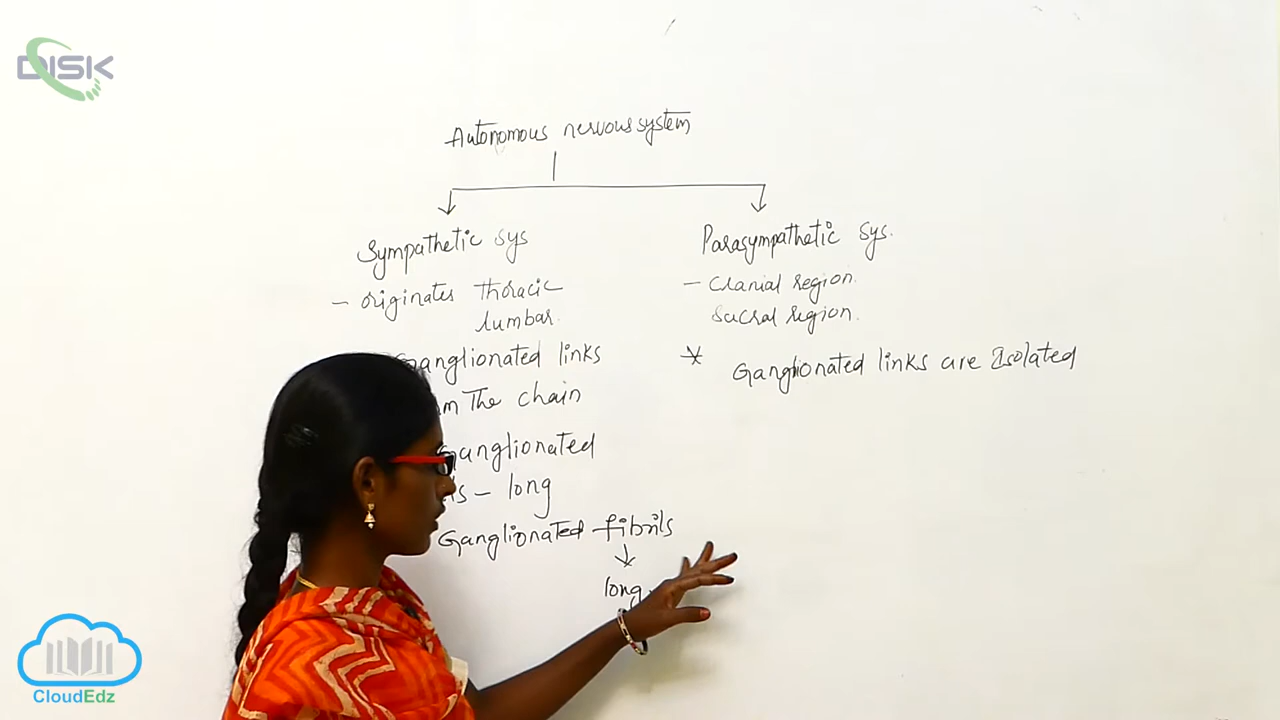 DISK
Autonomous nervous system
Sympathetic sys
- originates thoracic
lumbar.
Ganglionated links
The chain
Ganglionated
- long
Ganglionated fibrils
long
Parasympathetic sys.
- Cranial region.
Sacral region.
* Ganglionated links are Isolated
CloudEdz